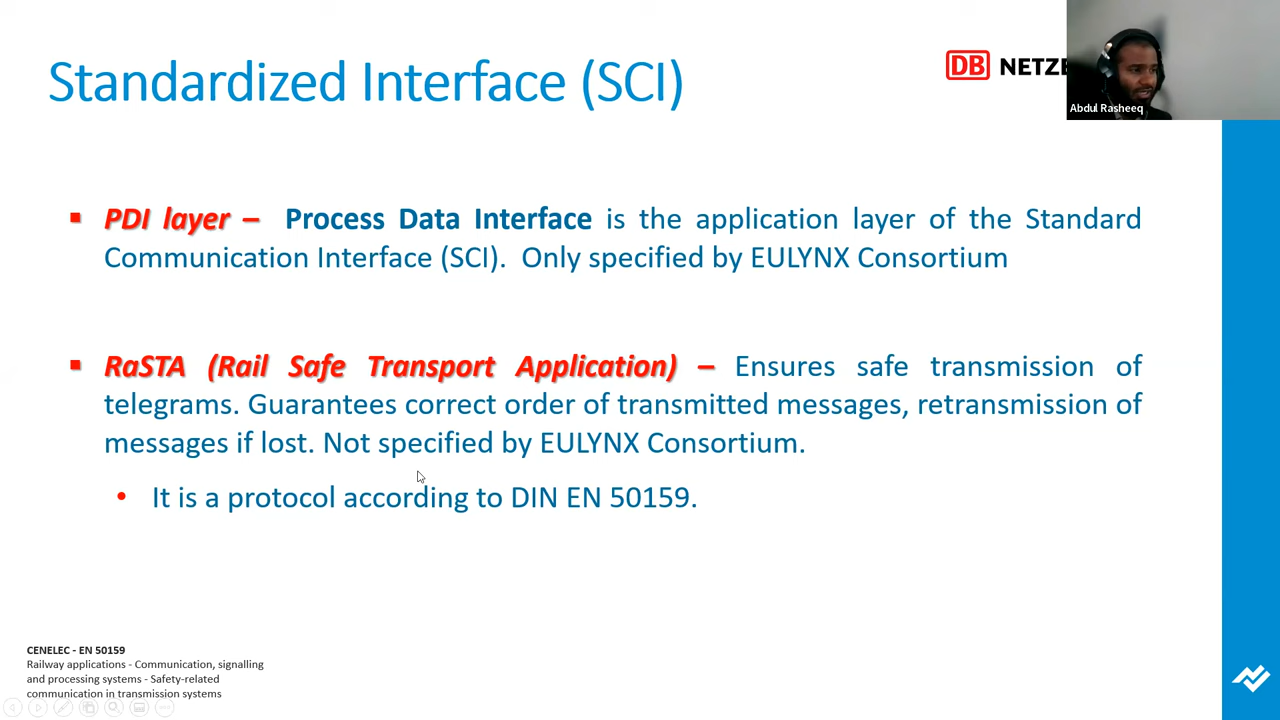 Standardized Interface (SCI)
DB NETZE
Abdul Rasheeq
▪ PDI layer – Process Data Interface is the application layer of the Standard
Communication Interface (SCI). Only specified by EULYNX Consortium
▪ RaSTA (Rail Safe Transport Application) – Ensures safe transmission of
telegrams. Guarantees correct order of transmitted messages, retransmission of
messages if lost. Not specified by EULYNX Consortium.
• It is a protocol according to DIN EN 50159.
CENELEC - EN 50159
Railway applications - Communication, signalling
and processing systems - Safety-related
communication in transmission systems